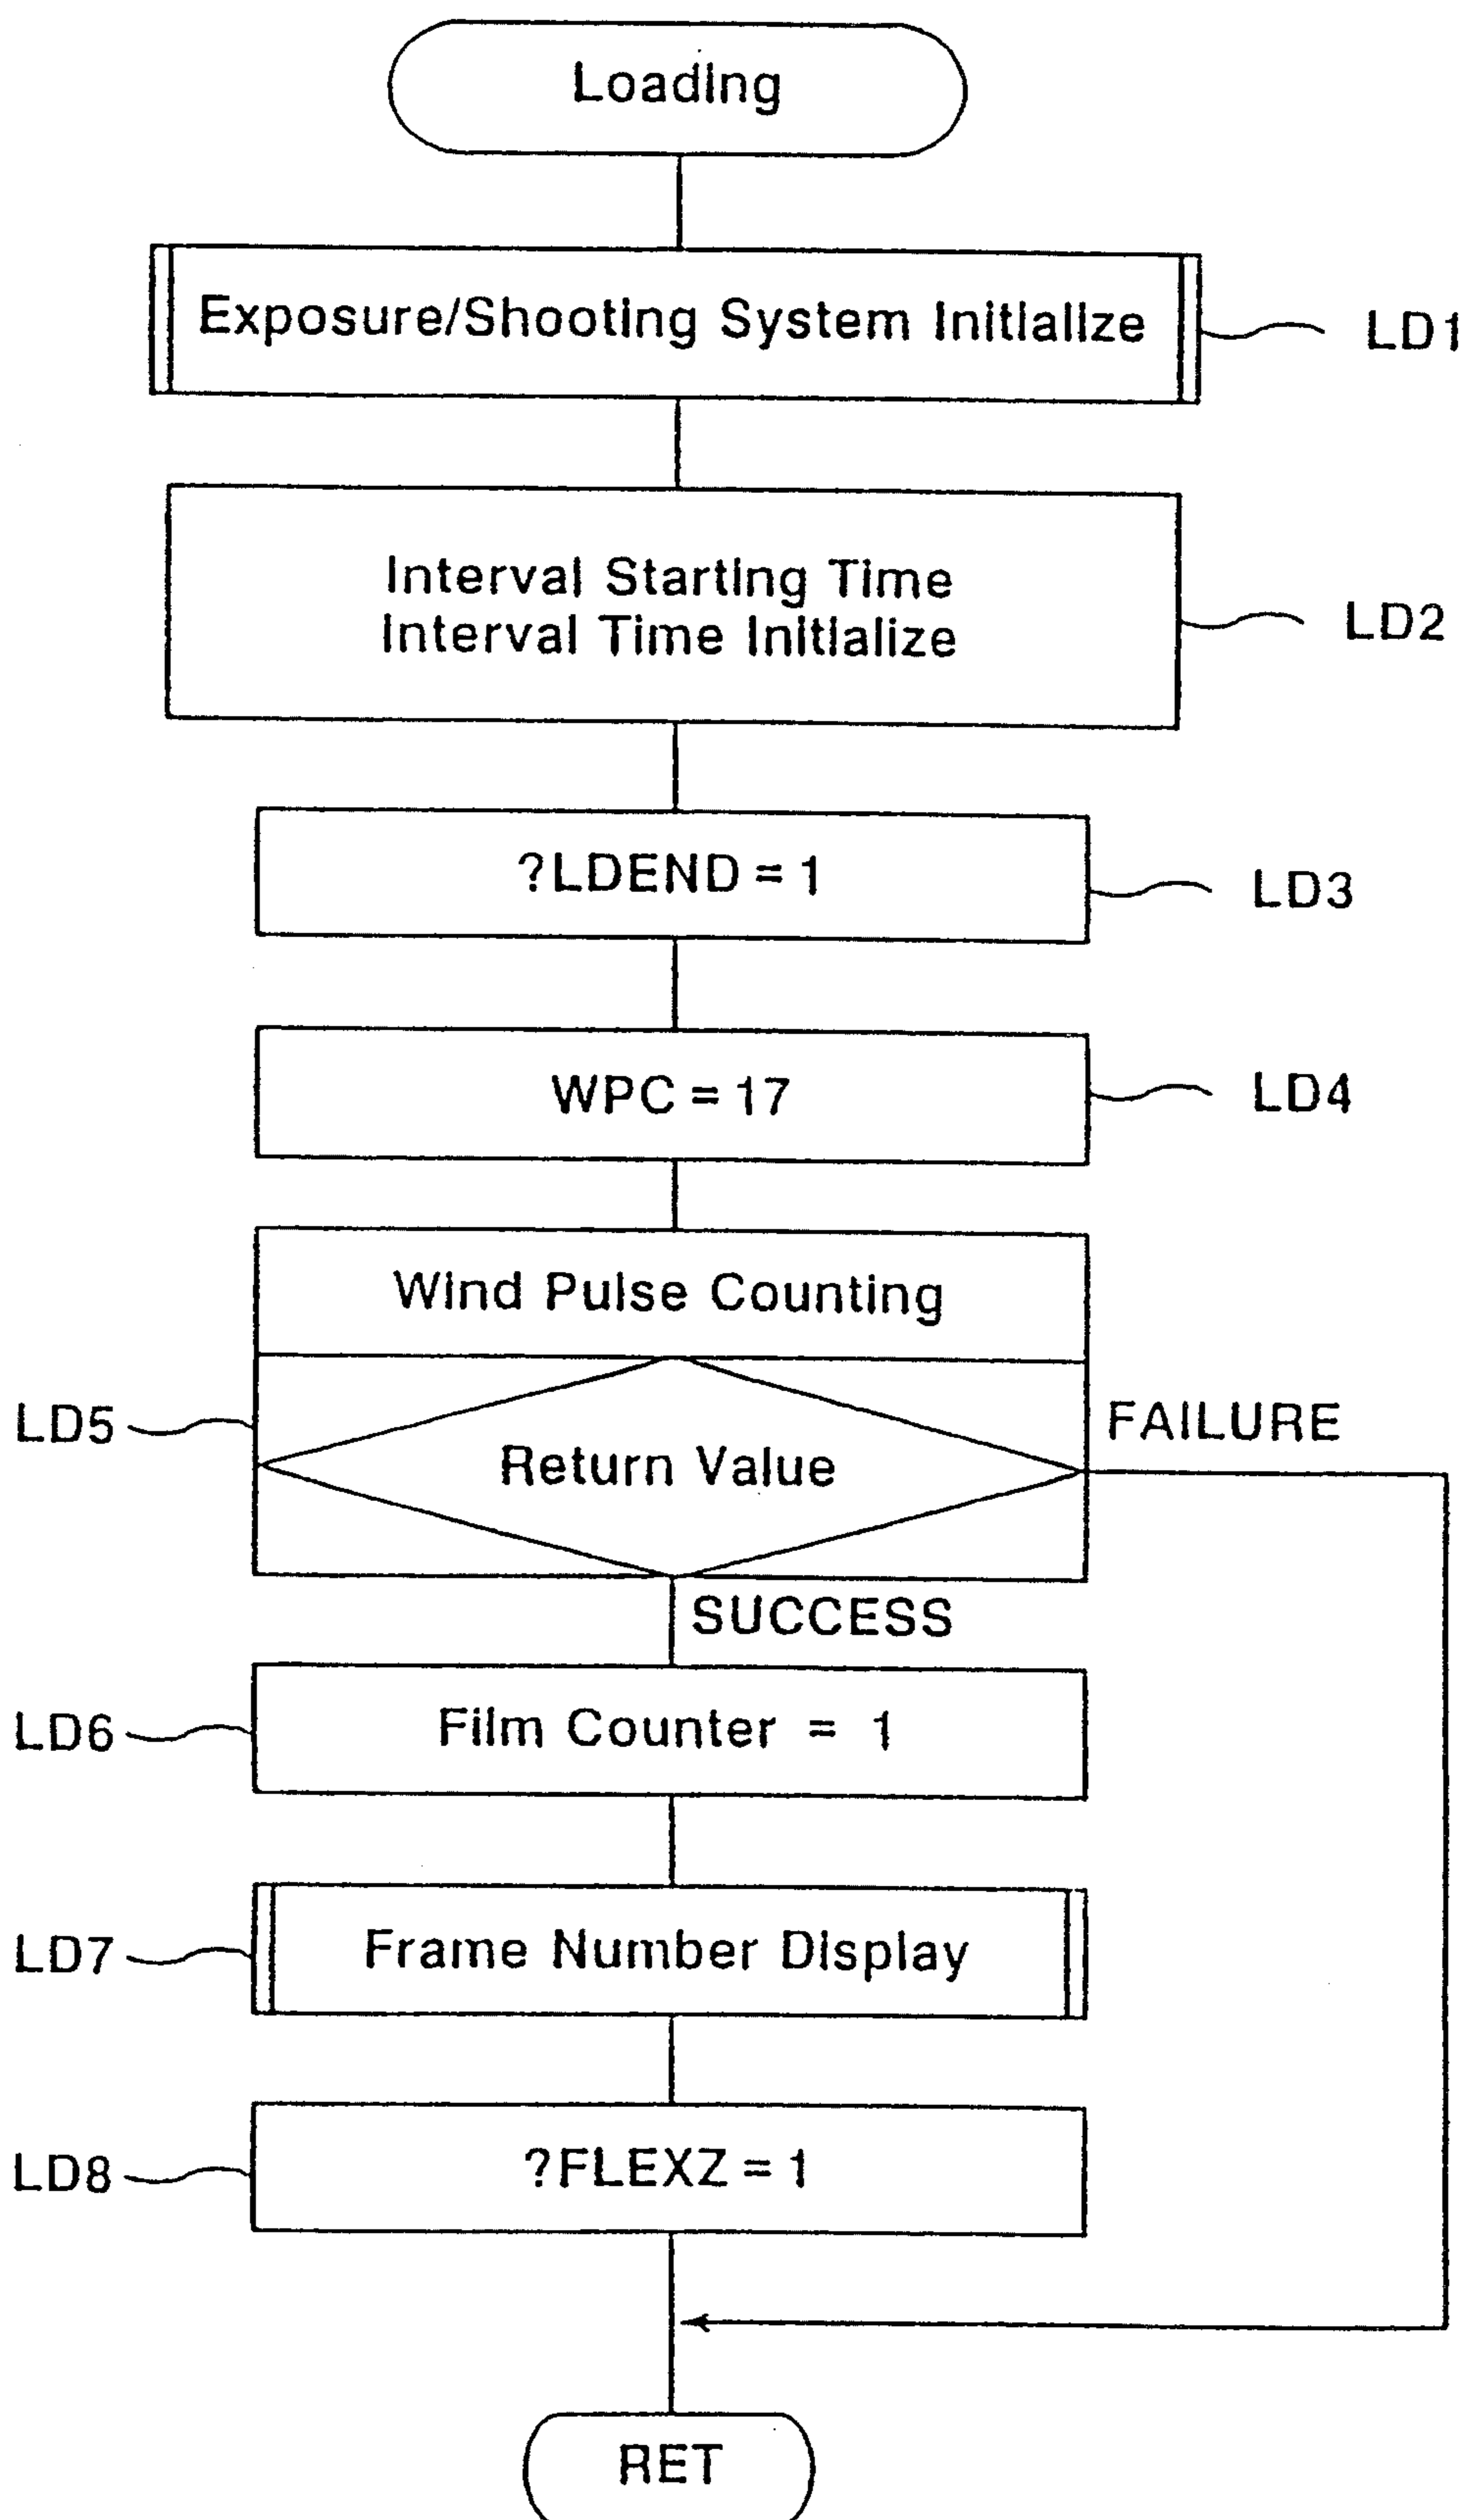 Loading
Exposure/Shooting System Initialize
LD1
Interval Starting Time
Interval Time Initialize
LD2
?LDEND = 1
LD3
WPC = 17
LD4
Wind Pulse Counting
LD5
Return Value
FAILURE
SUCCESS
LD6
Film Counter = 1
LD7
Frame Number Display
LD8
?FLEXZ = 1
RET